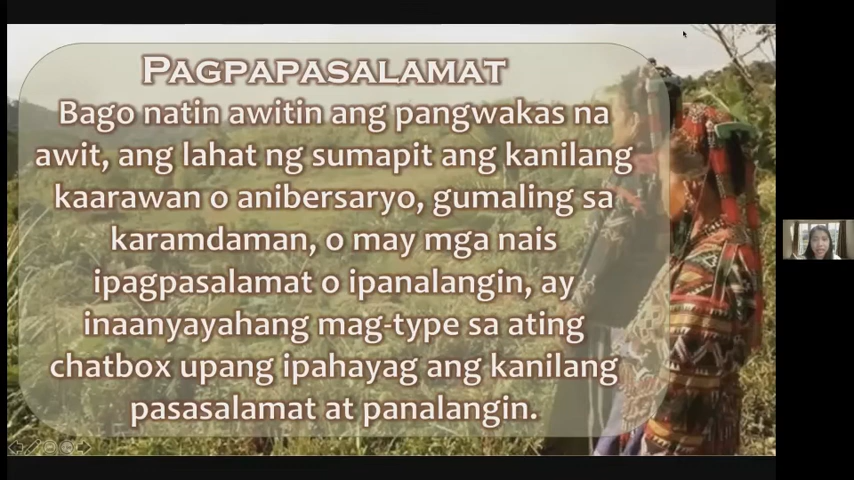 PAGPAPASALAMAT
Bago natin awitin ang pangwakas na
awit, ang lahat ng sumapit ang kanilang
kaarawan o anibersaryo, gumaling sa
karamdaman, o may mga nais
ipagpasalamat o ipanalangin, ay
inaanyayahang mag-type sa ating
chatbox upang ipahayag ang kanilang
pasasalamat at panalangin.